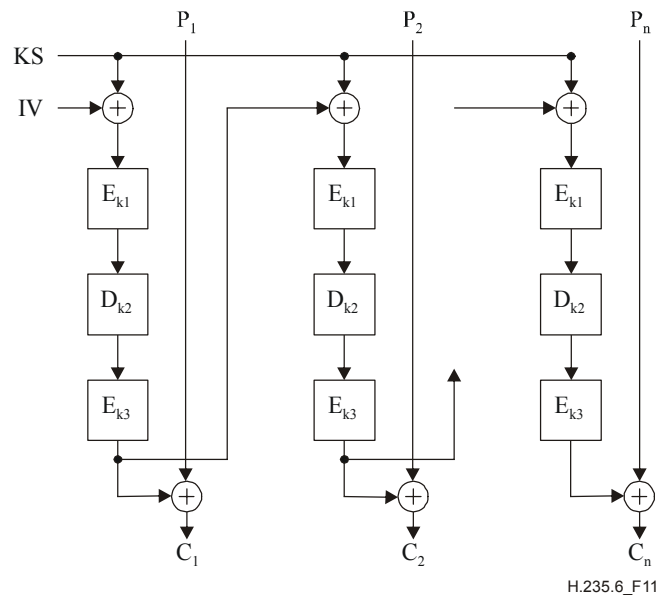 P1 P2 Pn
KS
IV
Ek1 Ek1 Ek1
Dk2 Dk2 Dk2
Ek3 Ek3 Ek3
C1 C2 Cn
H.235.6_F11